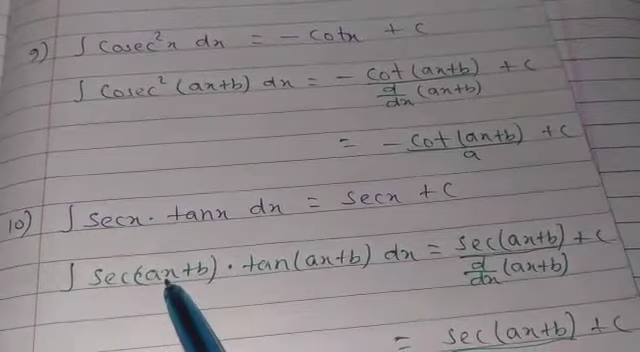 9) ∫ cosec²x dx = - cotx + c
∫ cosec² (ax+b) dx = - cot (ax+b) / d/dx (ax+b) + c
= - cot (ax+b) / a + c
10) ∫ secx · tanx dx = secx + c
∫ sec(ax+b) · tan(ax+b) dx = sec(ax+b) / d/dx (ax+b) + c
= sec(ax+b) + c